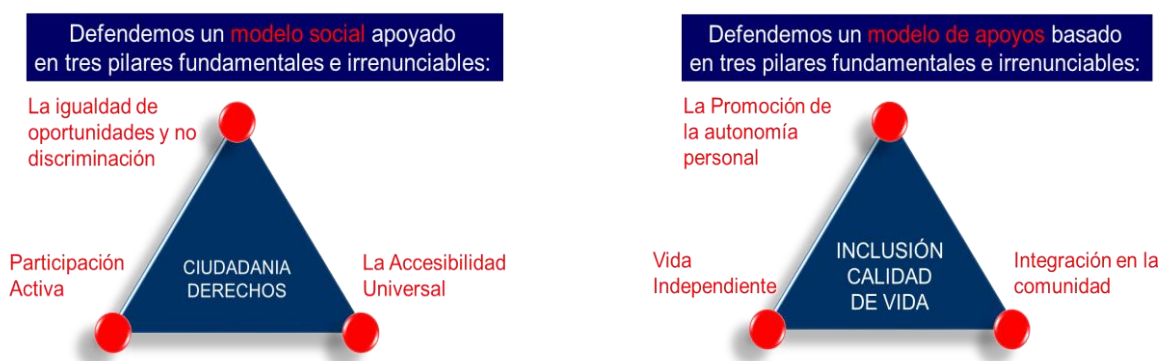 Defendemos un modelo social apoyado
en tres pilares fundamentales e irrenunciables:
La igualdad de
oportunidades y no
discriminación
Participación
Activa
CIUDADANIA
DERECHOS
La Accesibilidad
Universal
Defendemos un modelo de apoyos basado
en tres pilares fundamentales e irrenunciables:
La Promoción de
la autonomía
personal
Vida
Independiente
INCLUSIÓN
CALIDAD
DE VIDA
Integración en la
comunidad